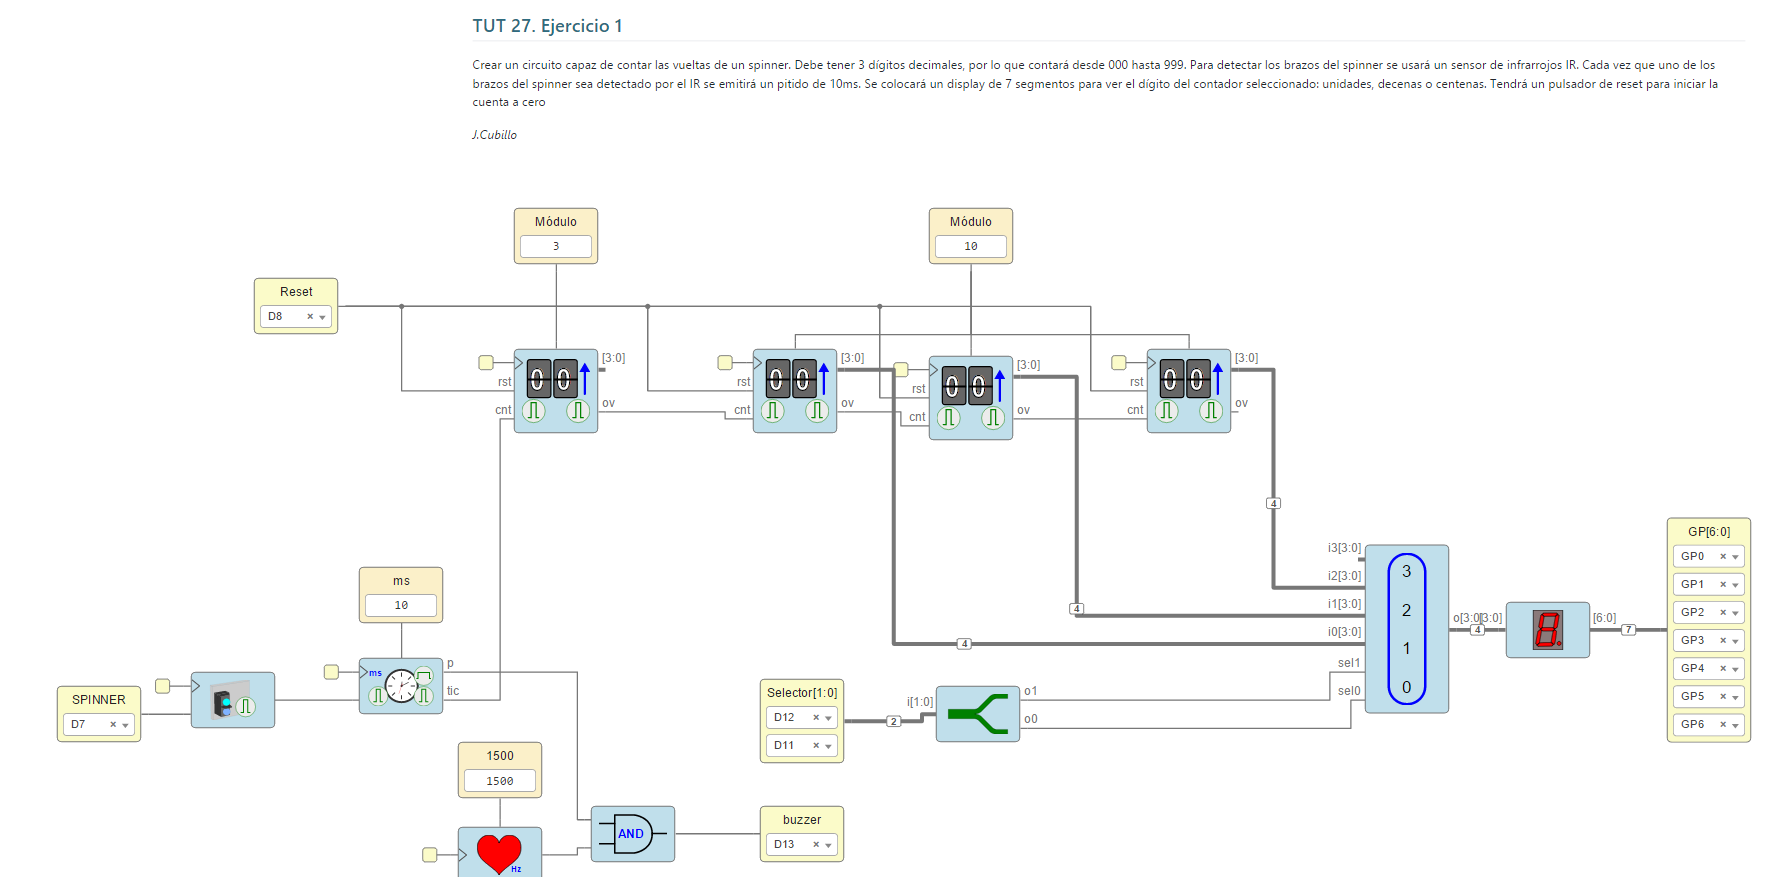 TUT 27. Ejercicio 1
Crear un circuito capaz de contar las vueltas de un spinner. Debe tener 3 dígitos decimales, por lo que contará desde 000 hasta 999. Para detectar los brazos del spinner se usará un sensor de infrarrojos IR. Cada vez que uno de los
brazos del spinner sea detectado por el IR se emitirá un pitido de 10ms. Se colocará un display de 7 segmentos para ver el dígito del contador seleccionado: unidades, decenas o centenas. Tendrá un pulsador de reset para iniciar la
cuenta a cero
J.Cubillo
Módulo
3
Módulo
10
Reset
D8
[3:0]
rst
cnt
ov
00
[3:0]
rst
cnt
ov
00
[3:0]
rst
cnt
ov
00
[3:0]
rst
cnt
ov
00
4
4
4
i3[3:0]
i2[3:0]
i1[3:0]
i0[3:0]
sel1
sel0
3
2
1
0
o[3:0]
[3:0]
4
8.
[6:0]
7
GP[6:0]
GP0
GP1
GP2
GP3
GP4
GP5
GP6
ms
10
ms
p
tic
SPINNER
D7
Selector[1:0]
D12
D11
2
i[1:0]
o1
o0
1500
1500
Hz
AND
buzzer
D13